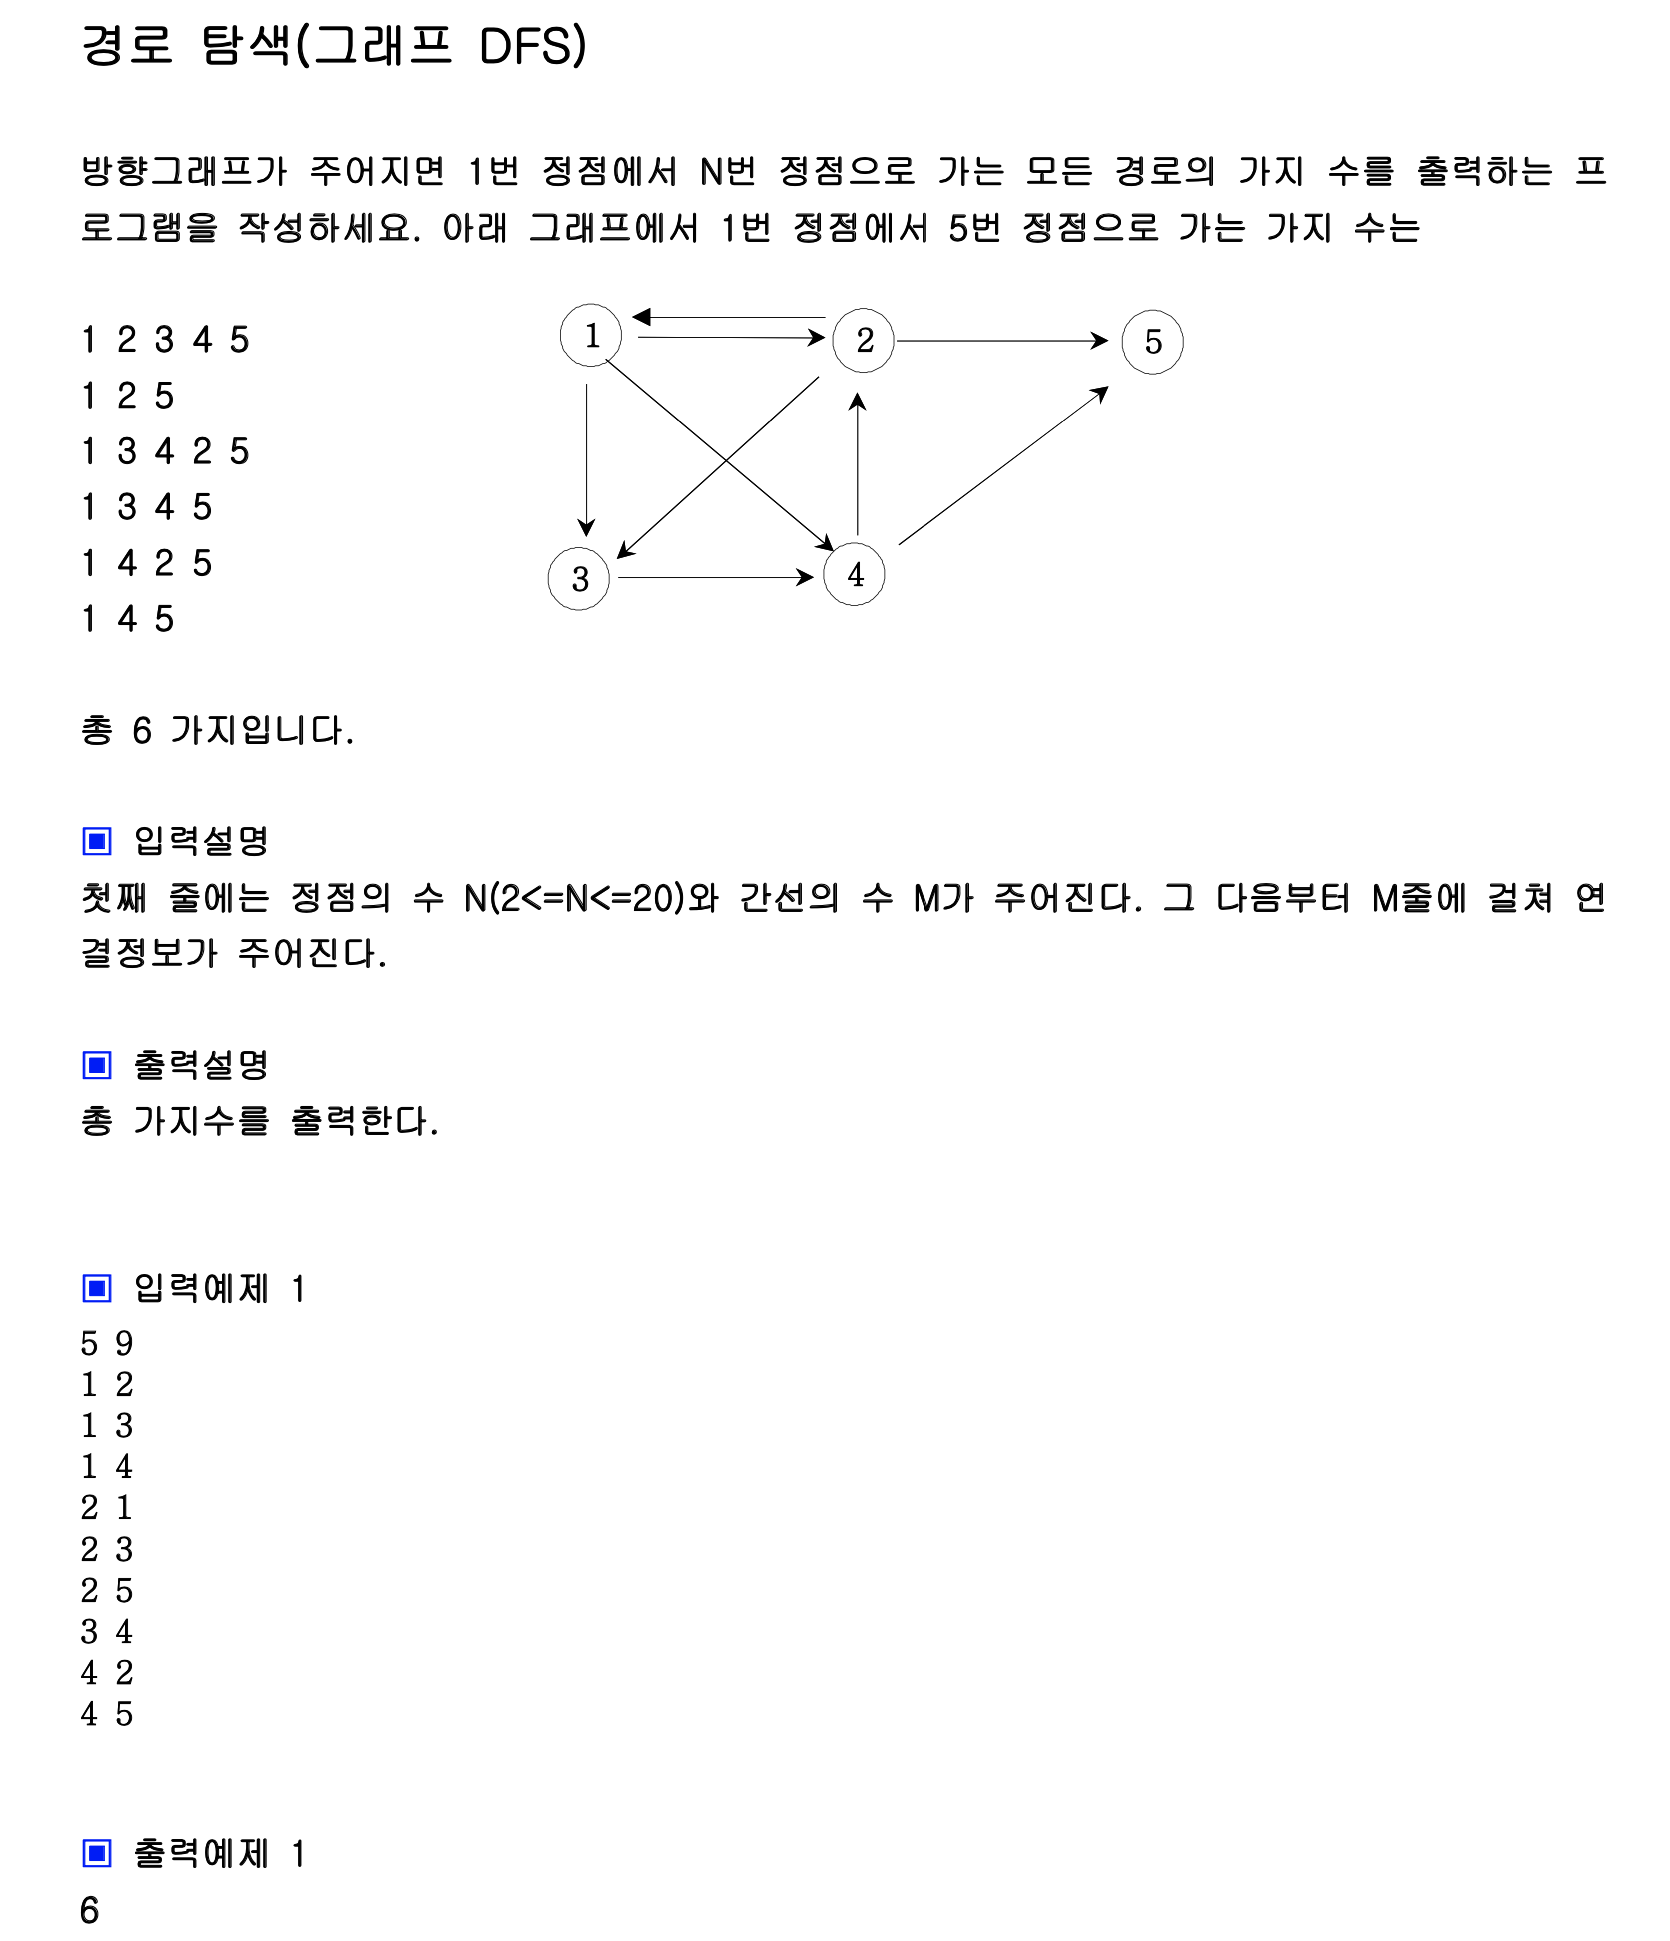 경로 탐색(그래프 DFS)
방향그래프가 주어지면 1번 정점에서 N번 정점으로 가는 모든 경로의 가지 수를 출력하는 프
로그램을 작성하세요. 아래 그래프에서 1번 정점에서 5번 정점으로 가는 가지 수는
1 2 3 4 5
1 2 5
1 3 4 2 5
1 3 4 5
1 4 2 5
1 4 5
1 2 5
3 4
총 6 가지입니다.
▣ 입력설명
첫째 줄에는 정점의 수 N(2<=N<=20)와 간선의 수 M가 주어진다. 그 다음부터 M줄에 걸쳐 연
결정보가 주어진다.
▣ 출력설명
총 가지수를 출력한다.
▣ 입력예제 1
5 9
1 2
1 3
1 4
2 1
2 3
2 5
3 4
4 2
4 5
▣ 출력예제 1
6